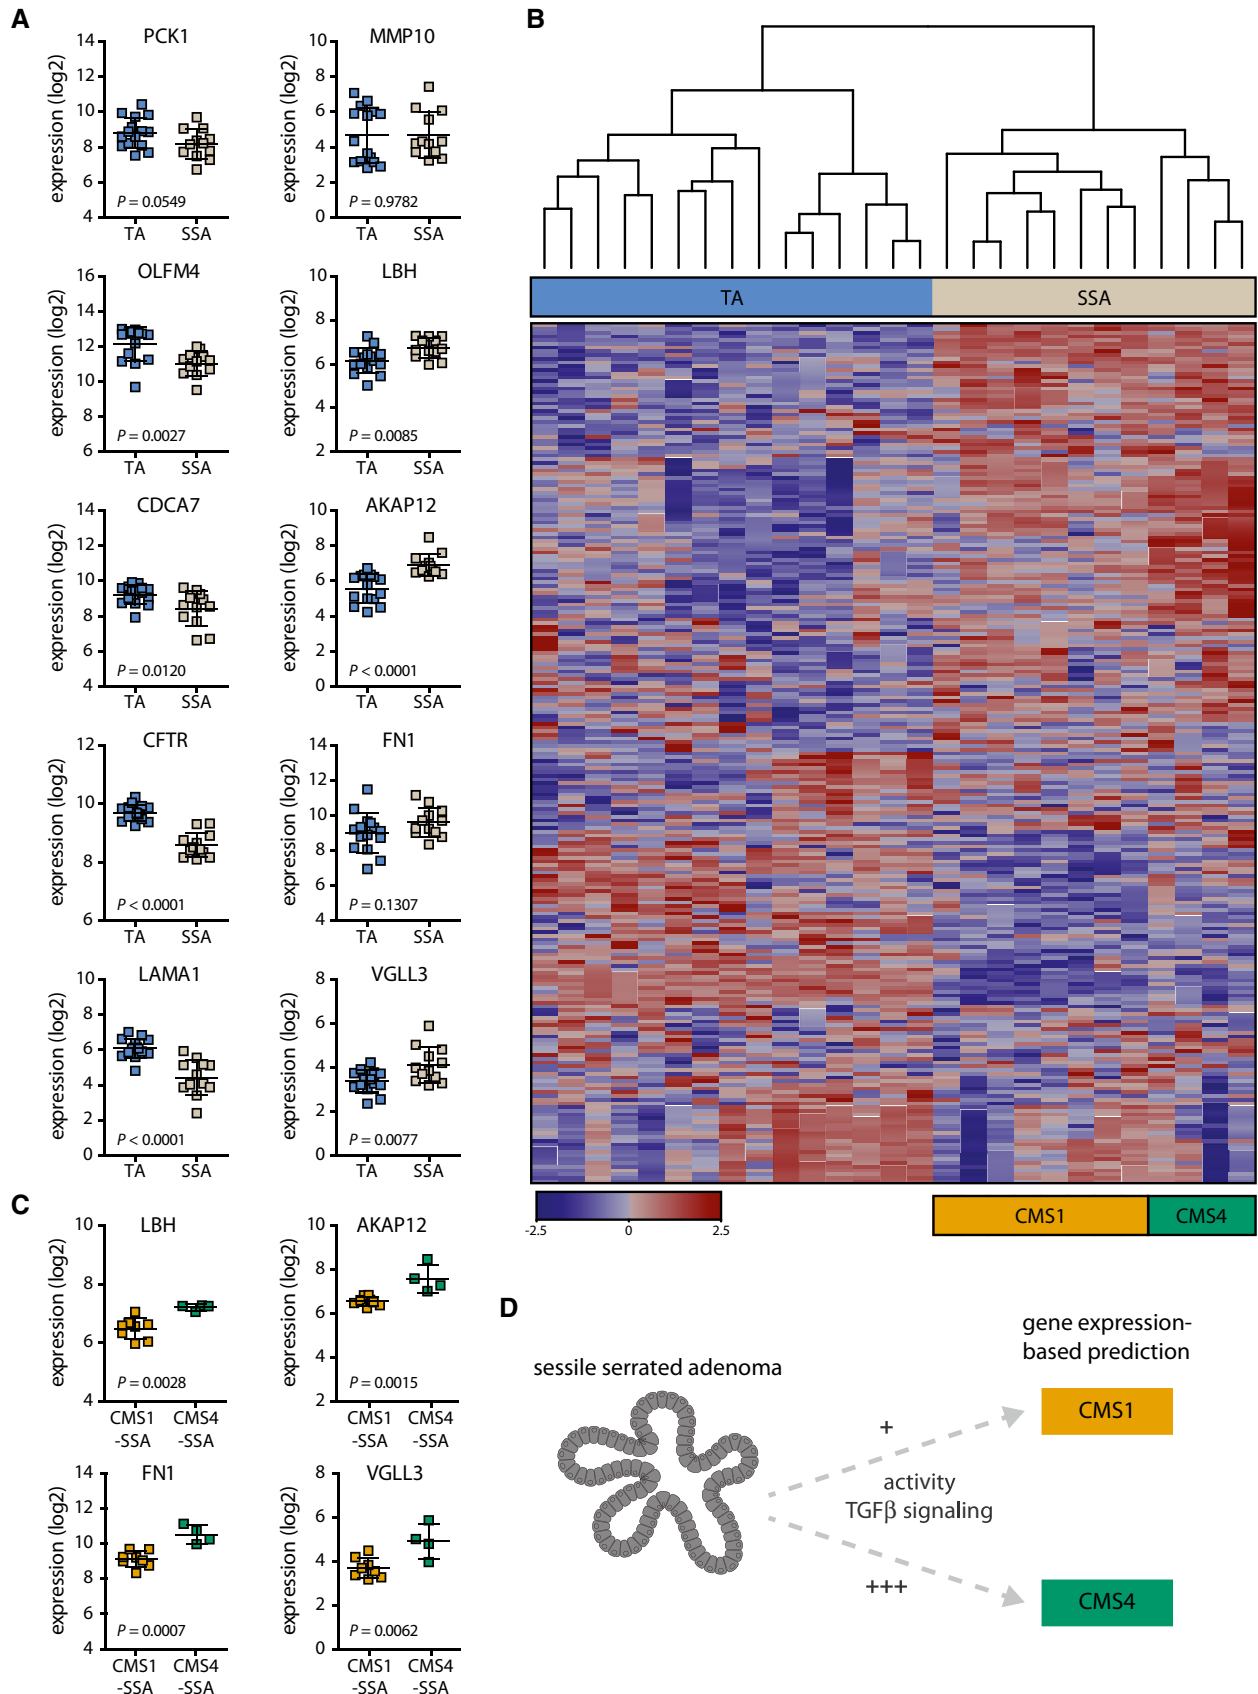 A
PCK1
expression (log2)
14
12
10
8
6
4
P = 0.0549
TA
SSA
MMP10
expression (log2)
10
8
6
4
2
0
P = 0.9782
TA
SSA
OLFM4
expression (log2)
16
14
12
10
8
6
P = 0.0027
TA
SSA
LBH
expression (log2)
10
8
6
4
2
P = 0.0085
TA
SSA
CDCA7
expression (log2)
14
12
10
8
6
4
P = 0.0120
TA
SSA
AKAP12
expression (log2)
10
8
6
4
2
0
P < 0.0001
TA
SSA
CFTR
expression (log2)
12
10
8
6
P < 0.0001
TA
SSA
FN1
expression (log2)
14
12
10
8
6
4
P = 0.1307
TA
SSA
LAMA1
expression (log2)
10
8
6
4
2
0
P < 0.0001
TA
SSA
VGLL3
expression (log2)
8
6
4
2
0
P = 0.0077
TA
SSA
B
TA
SSA
-2.5
0
2.5
CMS1
CMS4
C
LBH
expression (log2)
10
8
6
4
P = 0.0028
CMS1
-SSA
CMS4
-SSA
AKAP12
expression (log2)
10
8
6
4
2
P = 0.0015
CMS1
-SSA
CMS4
-SSA
FN1
expression (log2)
14
12
10
8
6
4
P = 0.0007
CMS1
-SSA
CMS4
-SSA
VGLL3
expression (log2)
8
6
4
2
0
P = 0.0062
CMS1
-SSA
CMS4
-SSA
D
sessile serrated adenoma
gene expression-
based prediction
CMS1
+
activity
TGFβ signaling
+++
CMS4